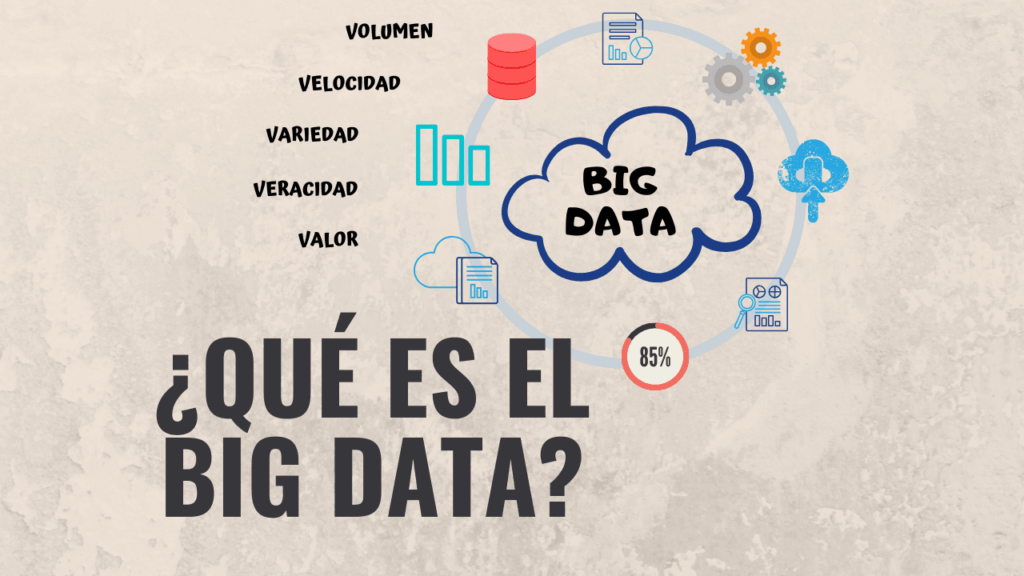 VOLUMEN
VELOCIDAD
VARIEDAD
VERACIDAD
VALOR
BIG
DATA
85%
¿QUÉ ES EL
BIG DATA?